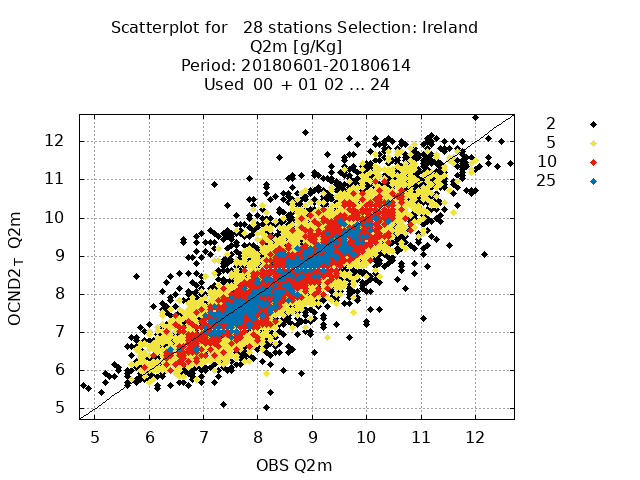 Scatterplot for 28 stations Selection: Ireland
Q2m [g/Kg]
Period: 20180601-20180614
Used 00 + 01 02 ... 24
2
5
10
25
12
11
10
9
8
7
6
5
OCND2T Q2m
5 6 7 8 9 10 11 12
OBS Q2m